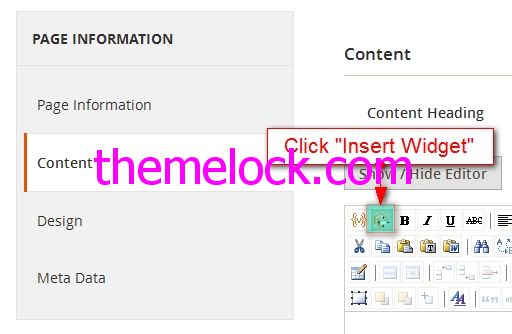 PAGE INFORMATION
Page Information
Content
Design
Meta Data
Content
Content Heading
Click "Insert Widget"
Show / Hide Editor
themelock.com
B I U ABC